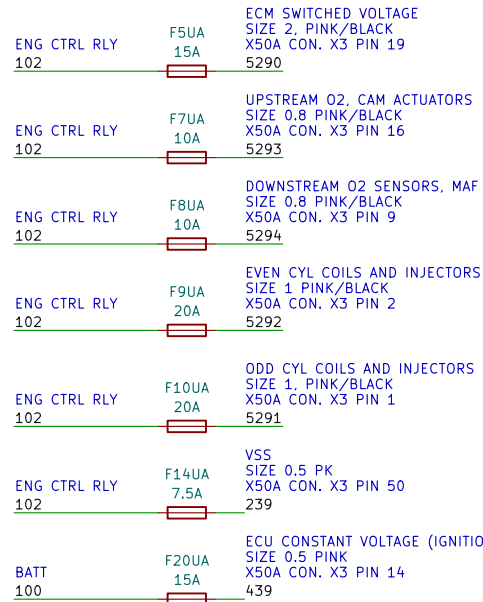 ECM SWITCHED VOLTAGE
F5UA SIZE 2, PINK/BLACK
ENG CTRL RLY 15A X50A CON. X3 PIN 19
102 5290
UPSTREAM O2, CAM ACTUATORS
F7UA SIZE 0.8 PINK/BLACK
ENG CTRL RLY 10A X50A CON. X3 PIN 16
102 5293
DOWNSTREAM O2 SENSORS, MAF
F8UA SIZE 0.8 PINK/BLACK
ENG CTRL RLY 10A X50A CON. X3 PIN 9
102 5294
EVEN CYL COILS AND INJECTORS
F9UA SIZE 1 PINK/BLACK
ENG CTRL RLY 20A X50A CON. X3 PIN 2
102 5292
ODD CYL COILS AND INJECTORS
F10UA SIZE 1, PINK/BLACK
ENG CTRL RLY 20A X50A CON. X3 PIN 1
102 5291
VSS
F14UA SIZE 0.5 PK
ENG CTRL RLY 7.5A X50A CON. X3 PIN 50
102 239
ECU CONSTANT VOLTAGE (IGNITIO
F20UA SIZE 0.5 PINK
BATT 15A X50A CON. X3 PIN 14
100 439